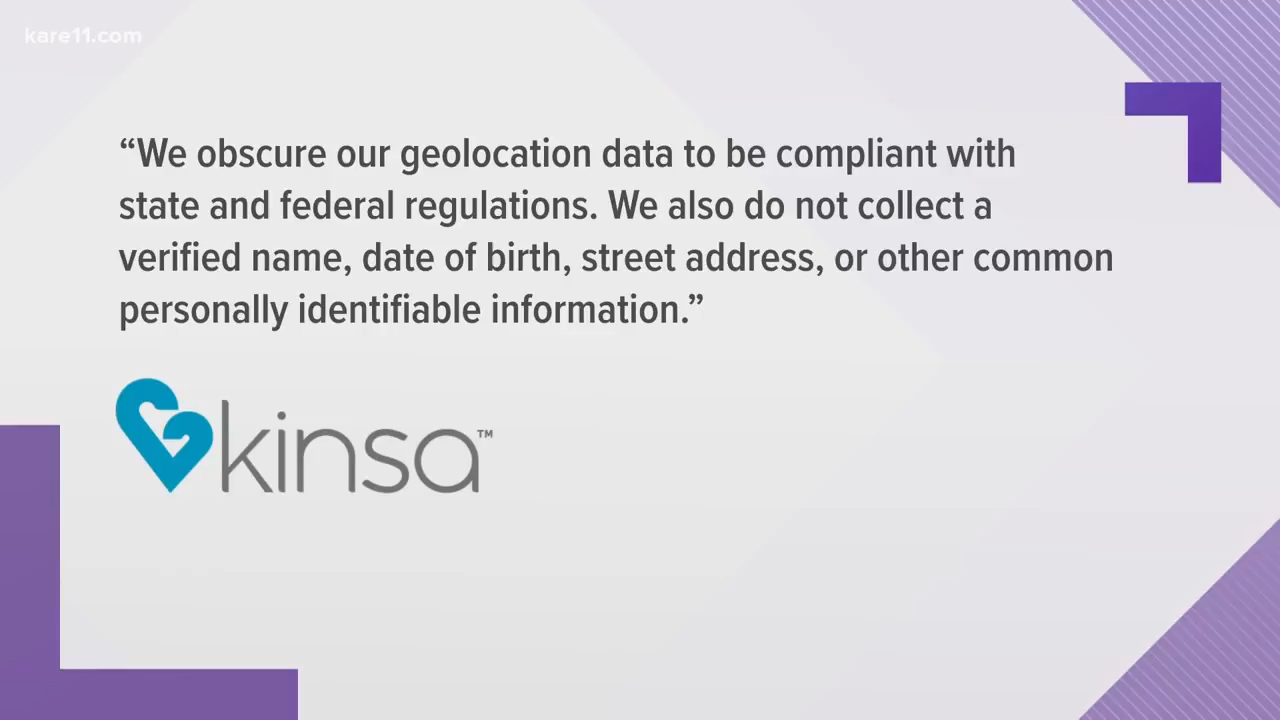 kare11.com
“We obscure our geolocation data to be compliant with
state and federal regulations. We also do not collect a
verified name, date of birth, street address, or other common
personally identifiable information.”
kinsa™